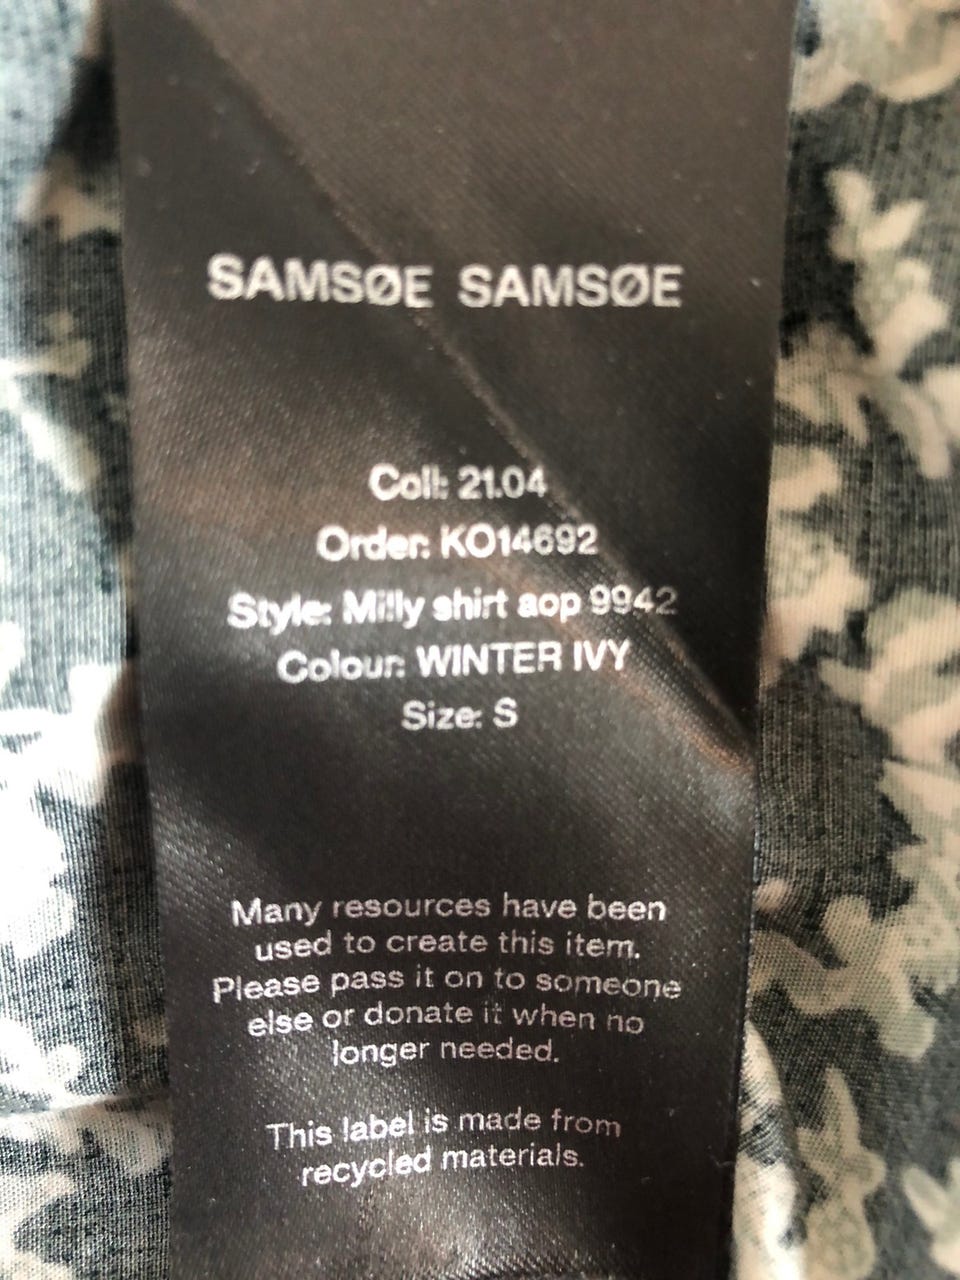 SAMSØE SAMSØE
Coll: 21.04
Order: KO14692
Style: Milly shirt aop 9942
Colour: WINTER IVY
Size: S
Many resources have been
used to create this item.
Please pass it on to someone
else or donate it when no
longer needed.
This label is made from
recycled materials.